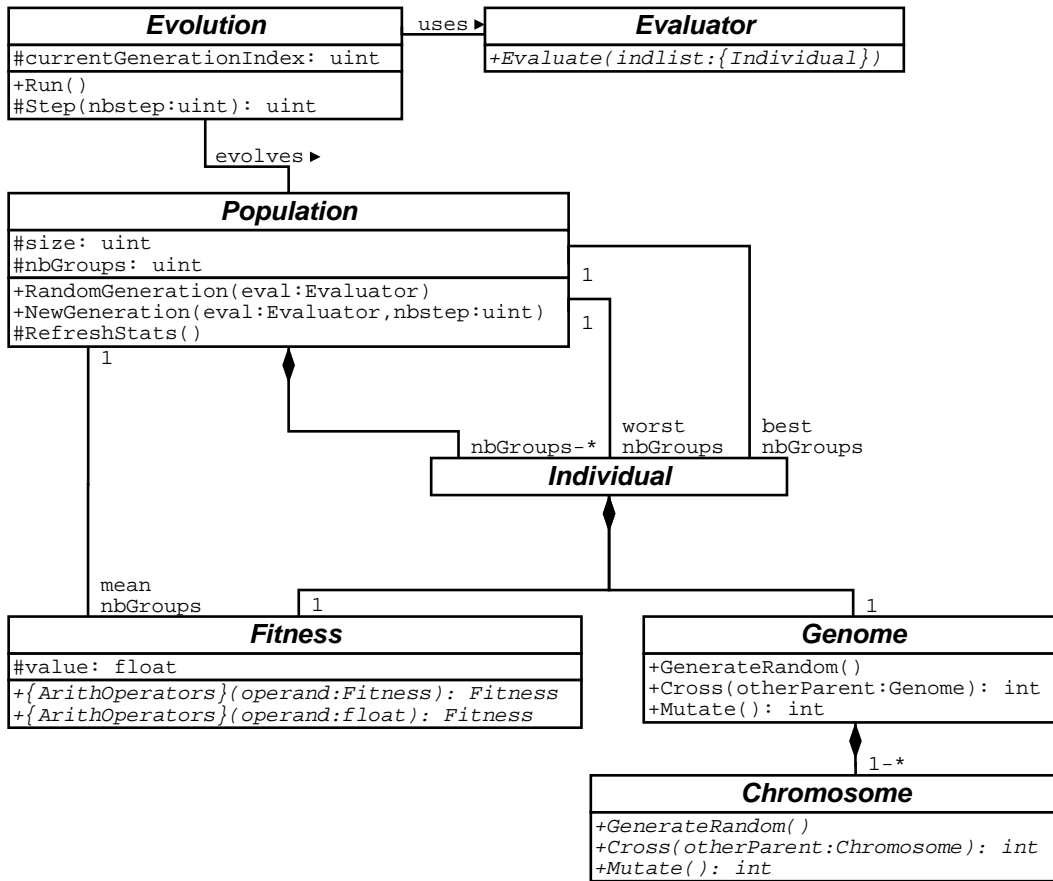 Evolution
#currentGenerationIndex: uint
+Run()
#Step(nbstep:uint): uint
uses►
Evaluator
+Evaluate(indlist:{Individual})
evolves►
Population
#size: uint
#nbGroups: uint
+RandomGeneration(eval:Evaluator)
+NewGeneration(eval:Evaluator,nbstep:uint)
#RefreshStats()
1
1
1
nbGroups-*
worst
nbGroups
best
nbGroups
Individual
mean
nbGroups
1
1
Fitness
#value: float
+{ArithOperators}(operand:Fitness): Fitness
+{ArithOperators}(operand:float): Fitness
Genome
+GenerateRandom()
+Cross(otherParent:Genome): int
+Mutate(): int
1-*
Chromosome
+GenerateRandom()
+Cross(otherParent:Chromosome): int
+Mutate(): int